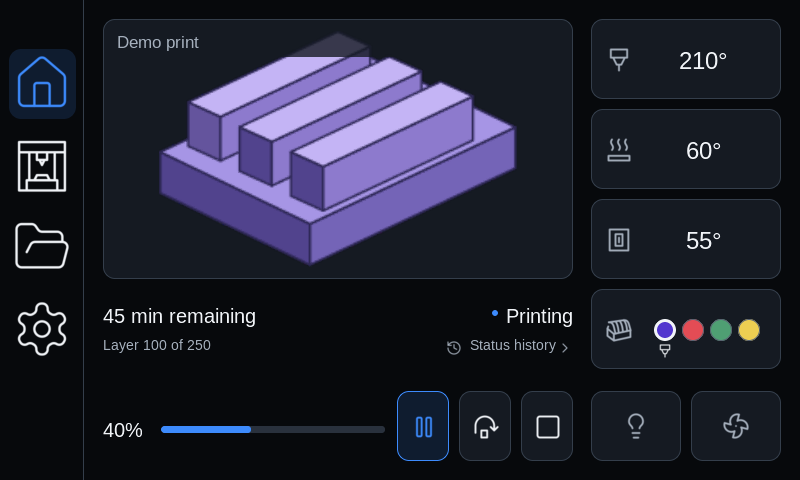 Demo print
210°
60°
55°
45 min remaining
Printing
Layer 100 of 250
Status history
40%